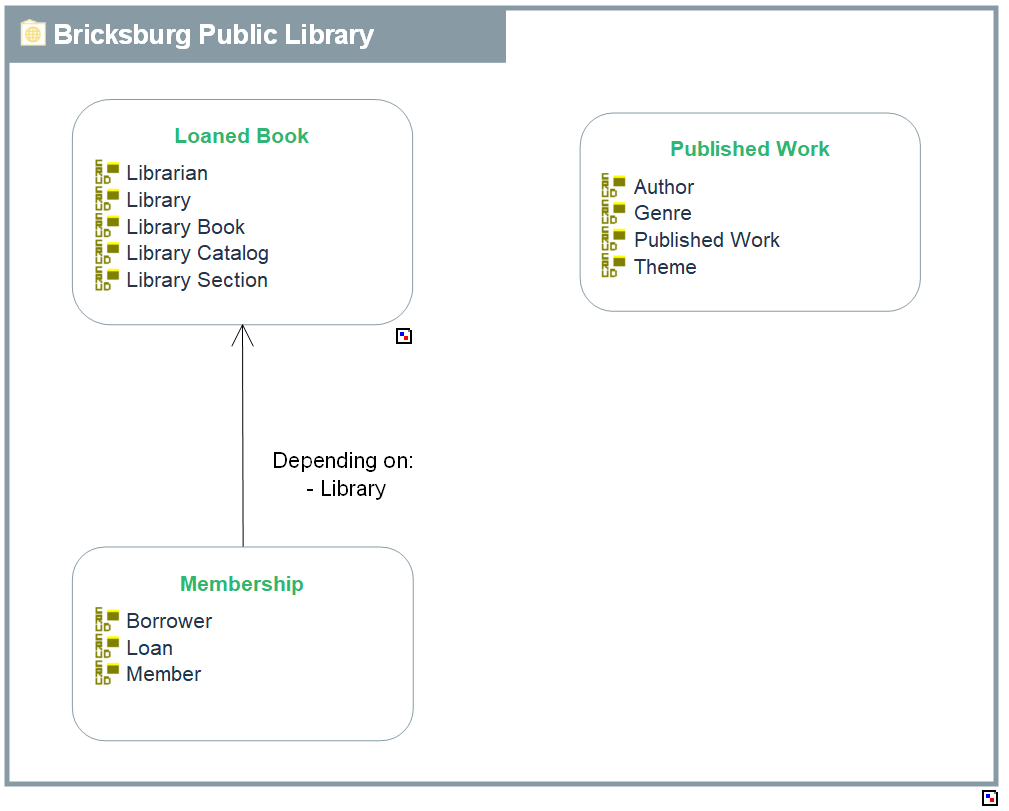 Bricksburg Public Library
Loaned Book
Librarian
Library
Library Book
Library Catalog
Library Section
Published Work
Author
Genre
Published Work
Theme
Depending on:
- Library
Membership
Borrower
Loan
Member